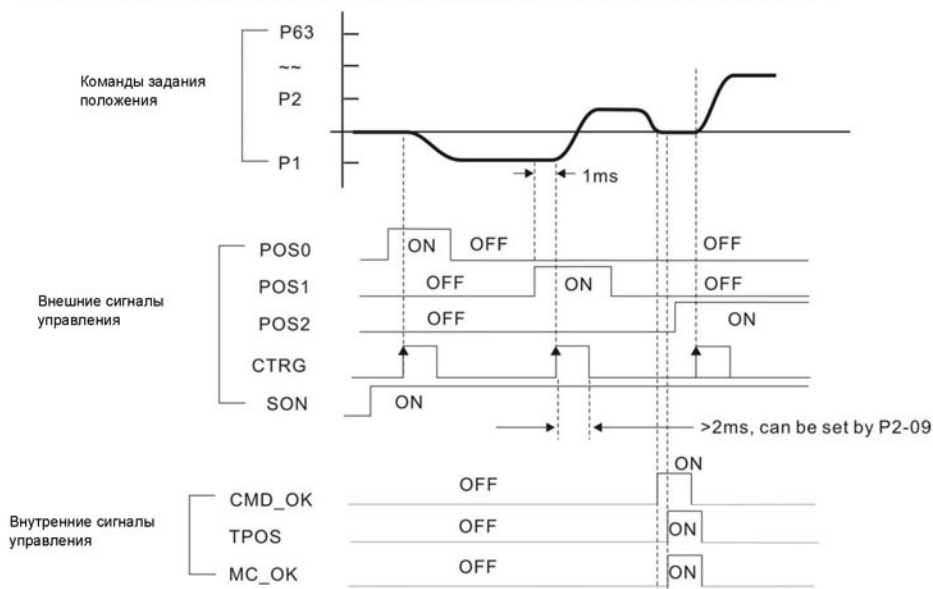 P63
~~
Команды задания
положения
P2
P1
1ms
POS0 ON OFF OFF
POS1 OFF ON OFF
Внешние сигналы
управления
POS2 OFF ON
CTRG
SON ON
>2ms, can be set by P2-09
ON
CMD_OK OFF
Внутренние сигналы
управления
TPOS OFF ON
MC_OK OFF ON